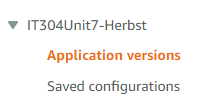 IT304Unit7-Herbst
Application versions
Saved configurations